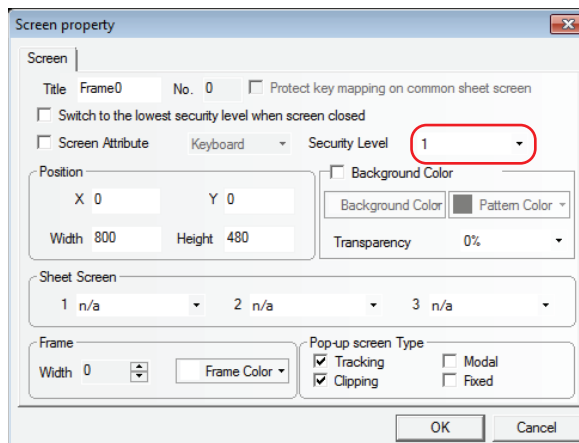 Screen property
Screen
Title Frame0 No. 0 Protect key mapping on common sheet screen
Switch to the lowest security level when screen closed
Screen Attribute Keyboard Security Level 1
Position Background Color
X 0 Y 0 Background Color Pattern Color
Width 800 Height 480 Transparency 0%
Sheet Screen
1 n/a 2 n/a 3 n/a
Frame Pop-up screen Type
Width 0 Frame Color Tracking Modal
Clipping Fixed
OK Cancel